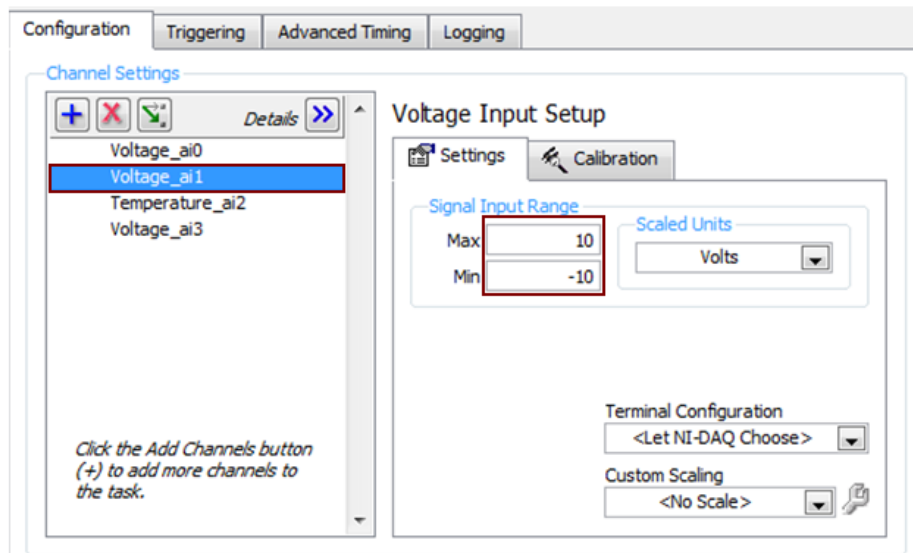 Configuration Triggering Advanced Timing Logging
Channel Settings
Details
Voltage_ai0
Voltage_ai1
Temperature_ai2
Voltage_ai3
Click the Add Channels button
(+) to add more channels to
the task.
Voltage Input Setup
Settings Calibration
Signal Input Range
Max 10
Min -10
Scaled Units
Volts
Terminal Configuration
<Let NI-DAQ Choose>
Custom Scaling
<No Scale>